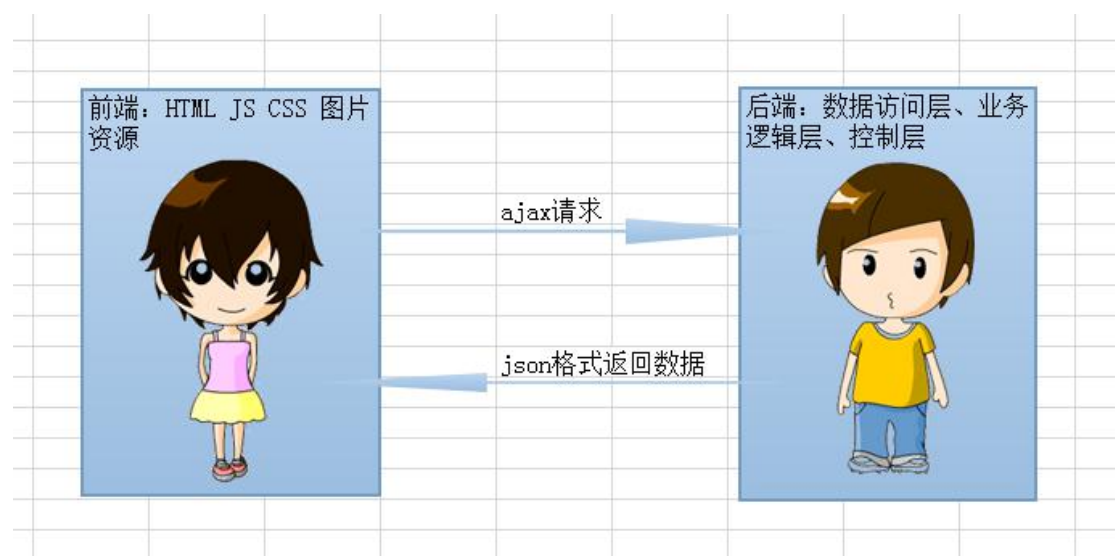 前端：HTML JS CSS 图片
资源
后端：数据访问层、业务
逻辑层、控制层
ajax请求
json格式返回数据